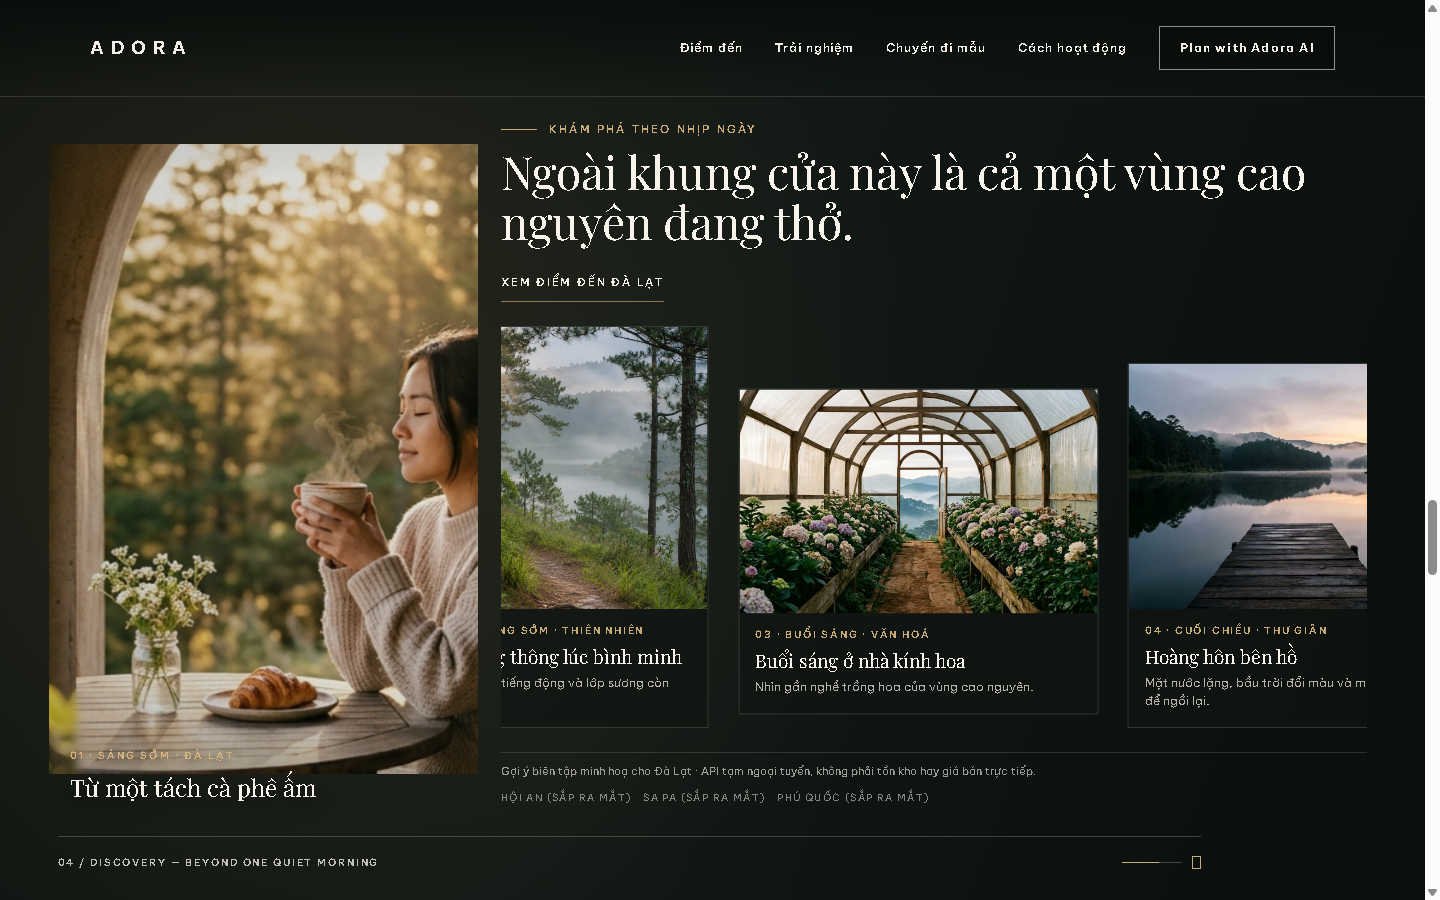 ADORA
Điểm đến
Trải nghiệm
Chuyến đi mẫu
Cách hoạt động
Plan with Adora AI
KHÁM PHÁ THEO NHỊP NGÀY
Ngoài khung cửa này là cả một vùng cao
nguyên đang thở.
XEM ĐIỂM ĐẾN ĐÀ LẠT
01 · SÁNG SỚM · ĐÀ LẠT
Từ một tách cà phê ấm
SỚM · THIÊN NHIÊN
thông lúc bình minh
tiếng động và lớp sương còn
03 · BUỔI SÁNG · VĂN HOÁ
Buổi sáng ở nhà kính hoa
Nhìn gần nghề trồng hoa của vùng cao nguyên.
04 · CUỐI CHIỀU · THƯ GIÃN
Hoàng hôn bên hồ
Mặt nước lặng, bầu trời đổi màu và
để ngồi lại.
Gợi ý biên tập minh hoạ cho Đà Lạt · API tạm ngoại tuyến, không phải tồn kho hay giá bán trực tiếp.
HỘI AN (SẮP RA MẮT) SA PA (SẮP RA MẮT) PHÚ QUỐC (SẮP RA MẮT)
04 / DISCOVERY — BEYOND ONE QUIET MORNING